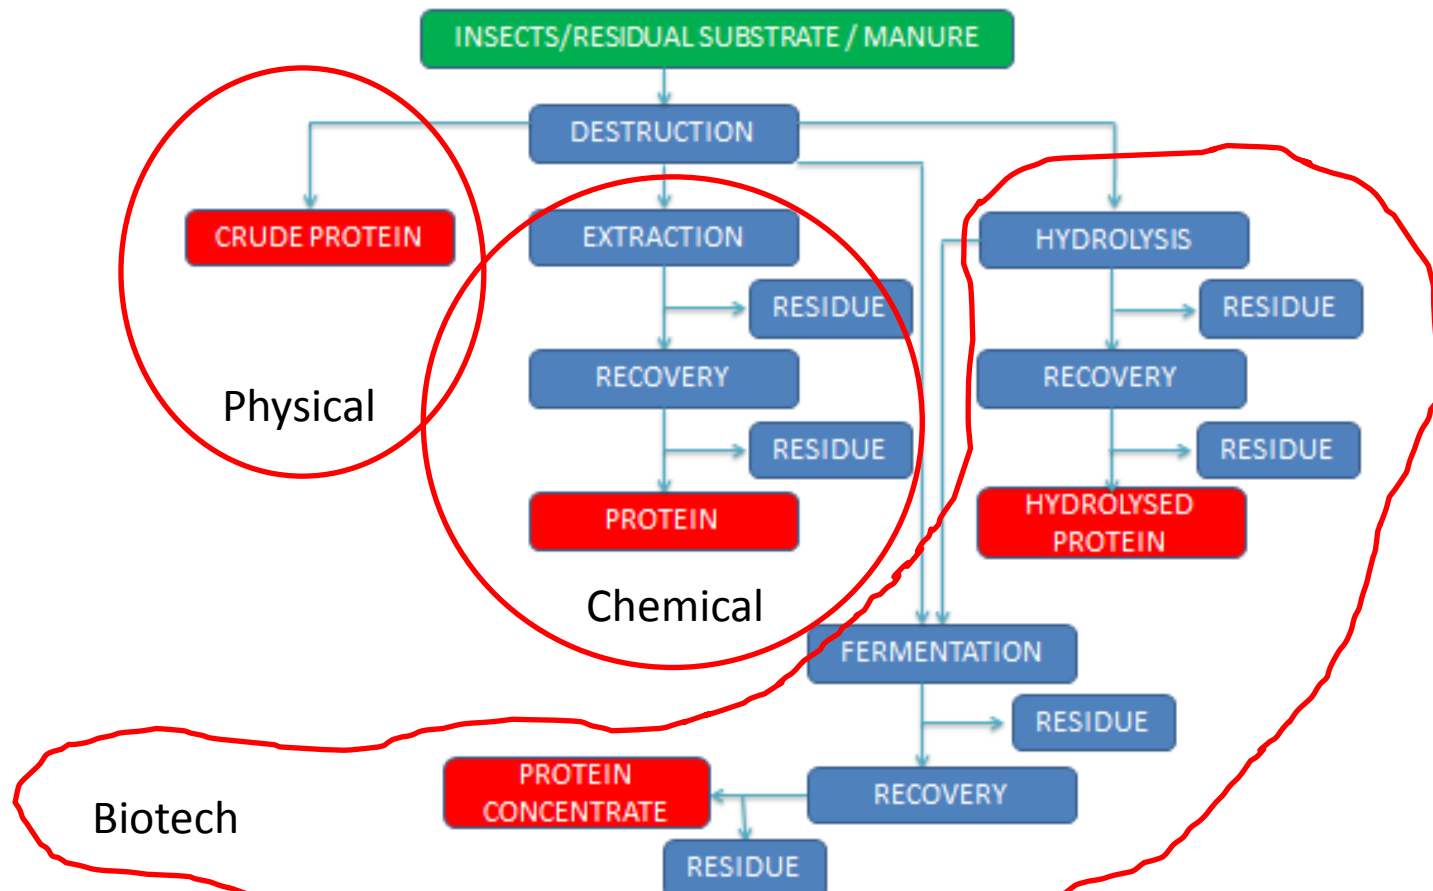 INSECTS/RESIDUAL SUBSTRATE / MANURE
DESTRUCTION
CRUDE PROTEIN
EXTRACTION
HYDROLYSIS
RESIDUE
RESIDUE
RECOVERY
RECOVERY
Physical
RESIDUE
RESIDUE
PROTEIN
HYDROLYSED
PROTEIN
Chemical
FERMENTATION
RESIDUE
PROTEIN
CONCENTRATE
RECOVERY
Biotech
RESIDUE